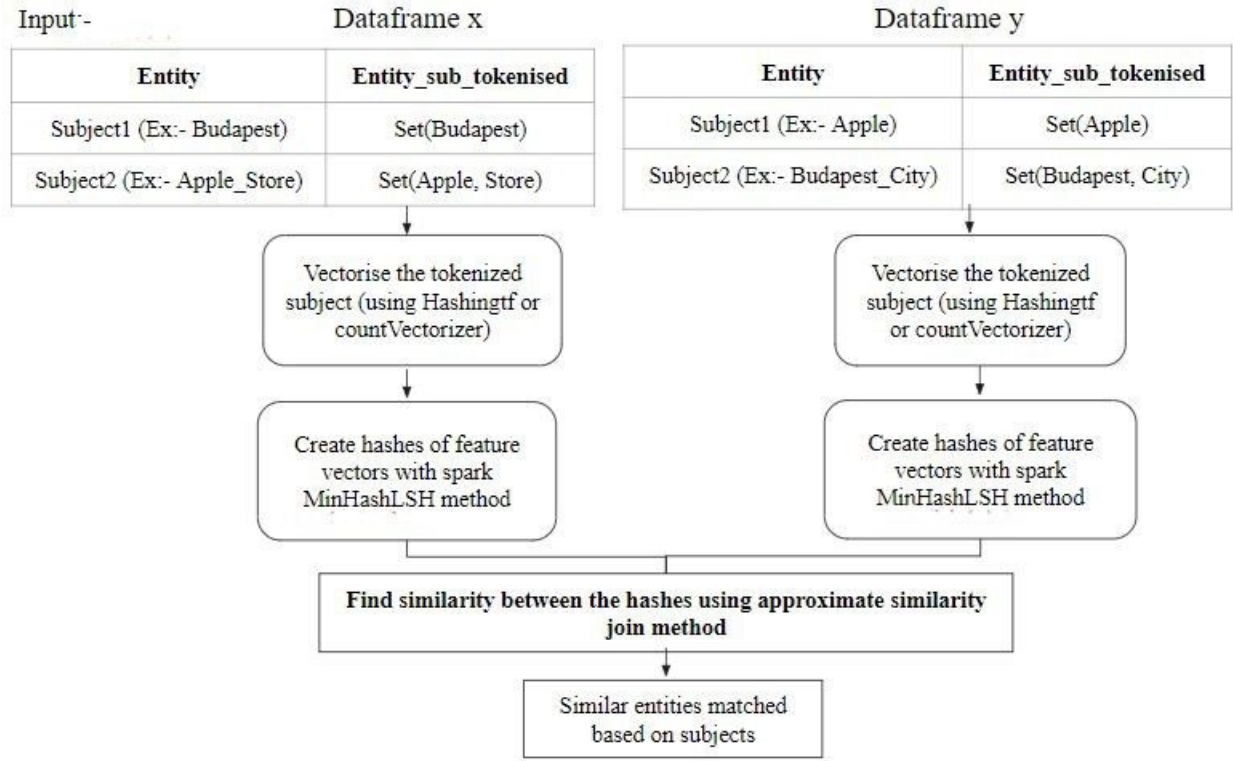 Input:-
Dataframe x
Dataframe y
Entity
Entity_sub_tokenised
Subject1 (Ex:- Budapest)
Set(Budapest)
Subject2 (Ex:- Apple_Store)
Set(Apple, Store)
Entity
Entity_sub_tokenised
Subject1 (Ex:- Apple)
Set(Apple)
Subject2 (Ex:- Budapest_City)
Set(Budapest, City)
Vectorise the tokenized
subject (using Hashingtf or
countVectorizer)
Vectorise the tokenized
subject (using Hashingtf
or countVectorizer)
Create hashes of feature
vectors with spark
MinHashLSH method
Create hashes of feature
vectors with spark
MinHashLSH method
Find similarity between the hashes using approximate similarity
join method
Similar entities matched
based on subjects